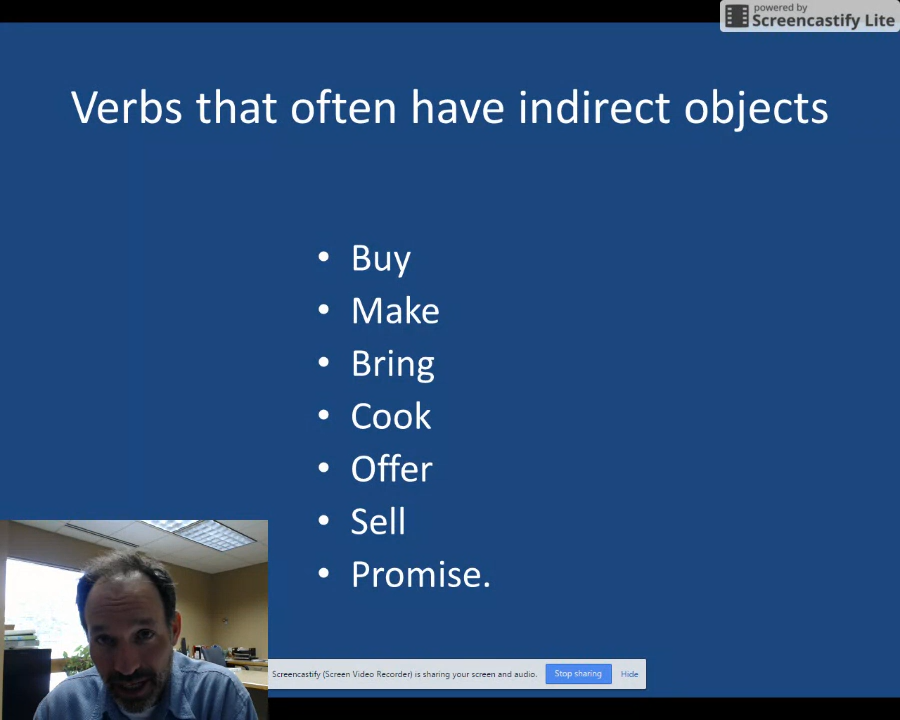 powered by
Screencastify Lite
Verbs that often have indirect objects
• Buy
• Make
• Bring
• Cook
• Offer
• Sell
• Promise.
Screencastify (Screen Video Recorder) is sharing your screen and audio. Stop sharing Hide